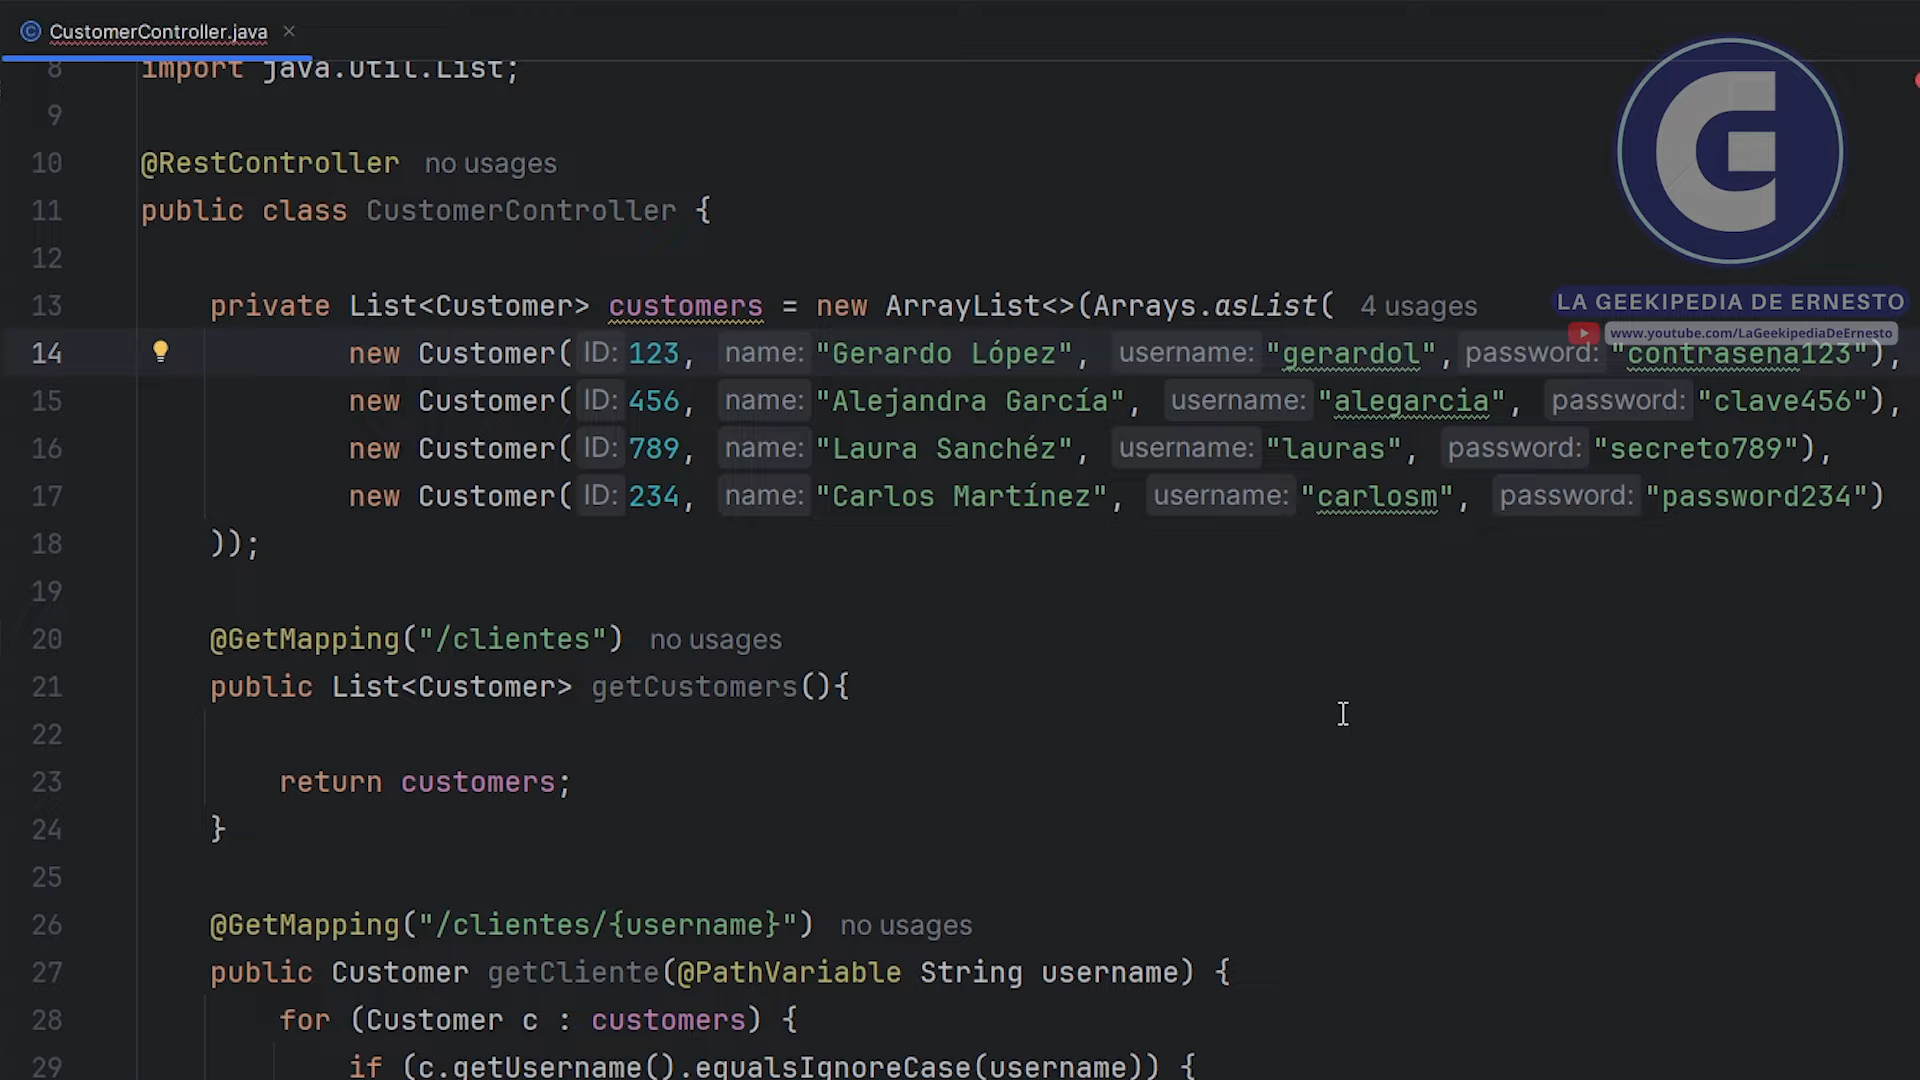 CustomerController.java
8 import java.util.List;
9
10 @RestController no usages
11 public class CustomerController {
12
13 private List<Customer> customers = new ArrayList<>(Arrays.asList( 4 usages
LA GEEKIPEDIA DE ERNESTO
www.youtube.com/LaGeekipediaDeErnesto
14 new Customer( ID: 123, name: "Gerardo López", username: "gerardol", password: "contrasena123"),
15 new Customer( ID: 456, name: "Alejandra García", username: "alegarcia", password: "clave456"),
16 new Customer( ID: 789, name: "Laura Sanchéz", username: "lauras", password: "secreto789"),
17 new Customer( ID: 234, name: "Carlos Martínez", username: "carlosm", password: "password234")
18 ));
19
20 @GetMapping("/clientes") no usages
21 public List<Customer> getCustomers(){
22
23 return customers;
24 }
25
26 @GetMapping("/clientes/{username}") no usages
27 public Customer getCliente(@PathVariable String username) {
28 for (Customer c : customers) {
29 if (c.getUsername().equalsIgnoreCase(username)) {